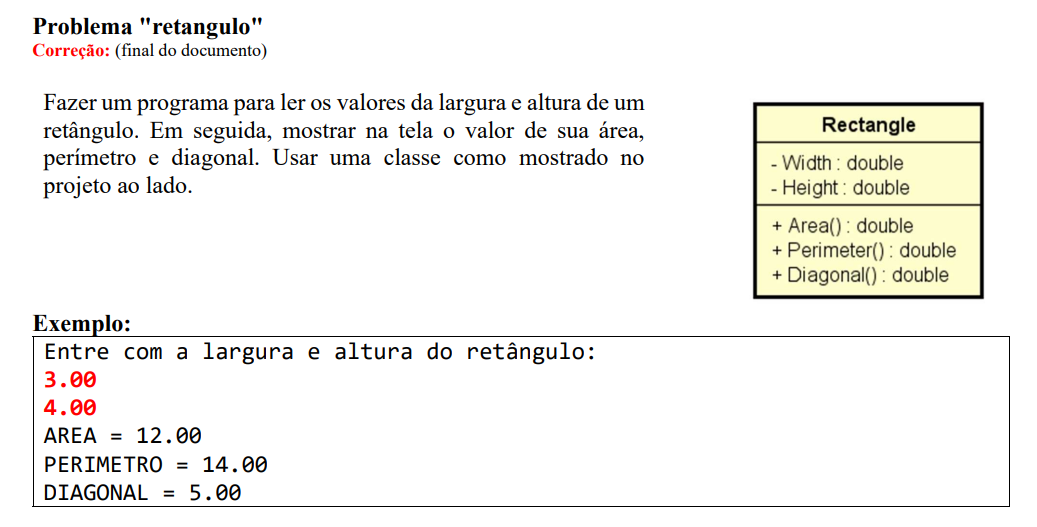 Problema "retangulo"
Correção: (final do documento)
Fazer um programa para ler os valores da largura e altura de um
retângulo. Em seguida, mostrar na tela o valor de sua área,
perímetro e diagonal. Usar uma classe como mostrado no
projeto ao lado.
Rectangle
- Width : double
- Height : double
+ Area() : double
+ Perimeter() : double
+ Diagonal() : double
Exemplo:
Entre com a largura e altura do retângulo:
3.00
4.00
AREA = 12.00
PERIMETRO = 14.00
DIAGONAL = 5.00